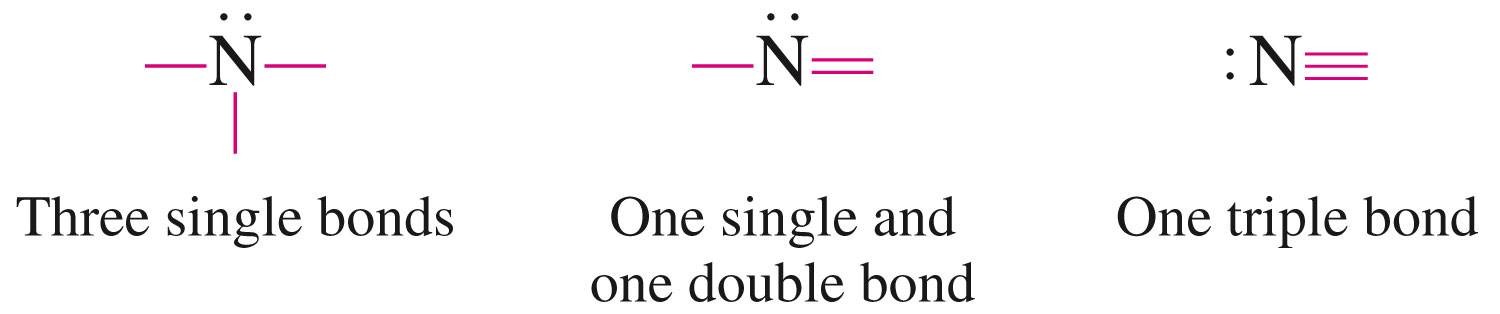 N N :N
Three single bonds One single and One triple bond
one double bond